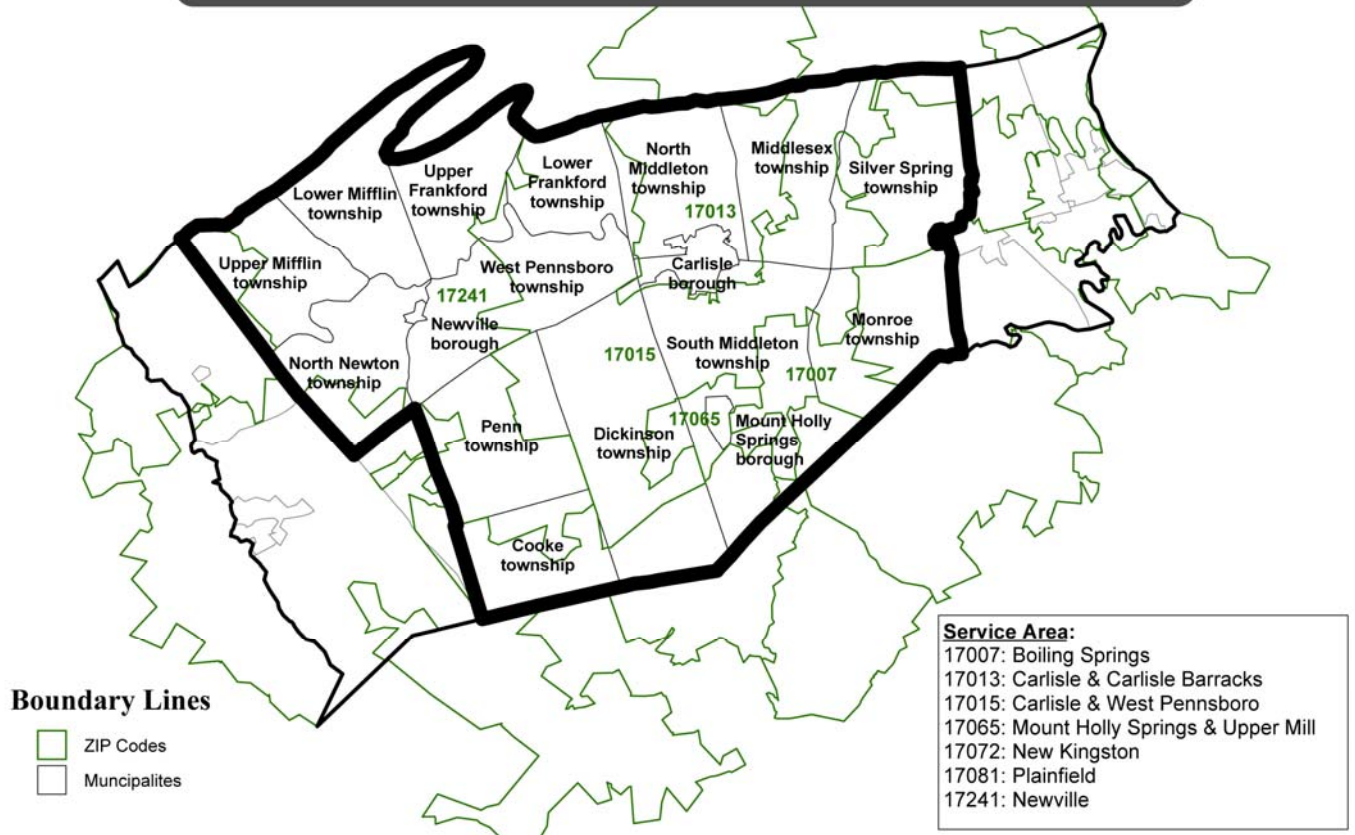 North
Middleton
township
Middlesex
township
Lower
Frankford
township
Silver Spring
township
Upper
Frankford
township
Lower Mifflin
township
17013
Upper Mifflin
township
West Pennsboro
township
Carlisle
borough
17241
Newville
borough
Monroe
township
South Middleton
township
17015
17007
North Newton
township
17065
Mount Holly
Springs
borough
Penn
township
Dickinson
township
Cooke
township
Boundary Lines
ZIP Codes
Muncipalites
Service Area:
17007: Boiling Springs
17013: Carlisle & Carlisle Barracks
17015: Carlisle & West Pennsboro
17065: Mount Holly Springs & Upper Mill
17072: New Kingston
17081: Plainfield
17241: Newville